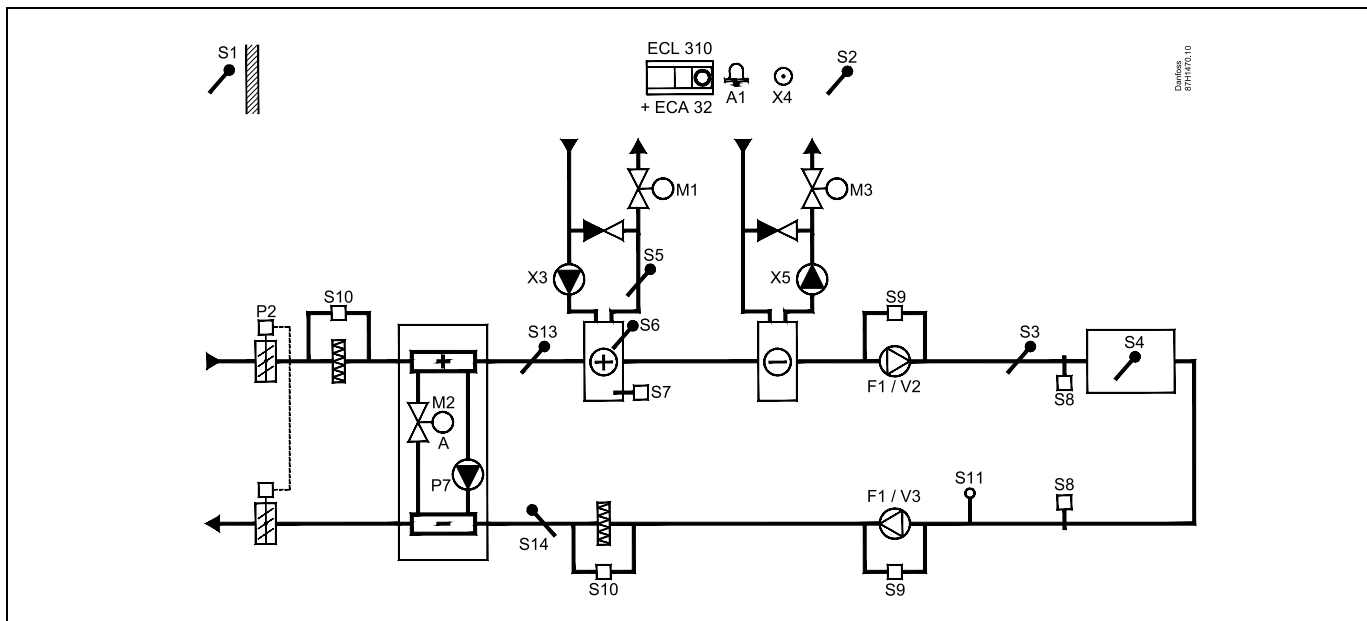 S1
ECL 310
+ ECA 32
A1
X4
S2
Danfoss
87H1470.10
M1
M3
S5
X3
X5
P2
S10
S13
S6
S9
S3
S4
S7
F1 / V2
S8
M2
A
P7
F1 / V3
S11
S8
S14
S10
S9